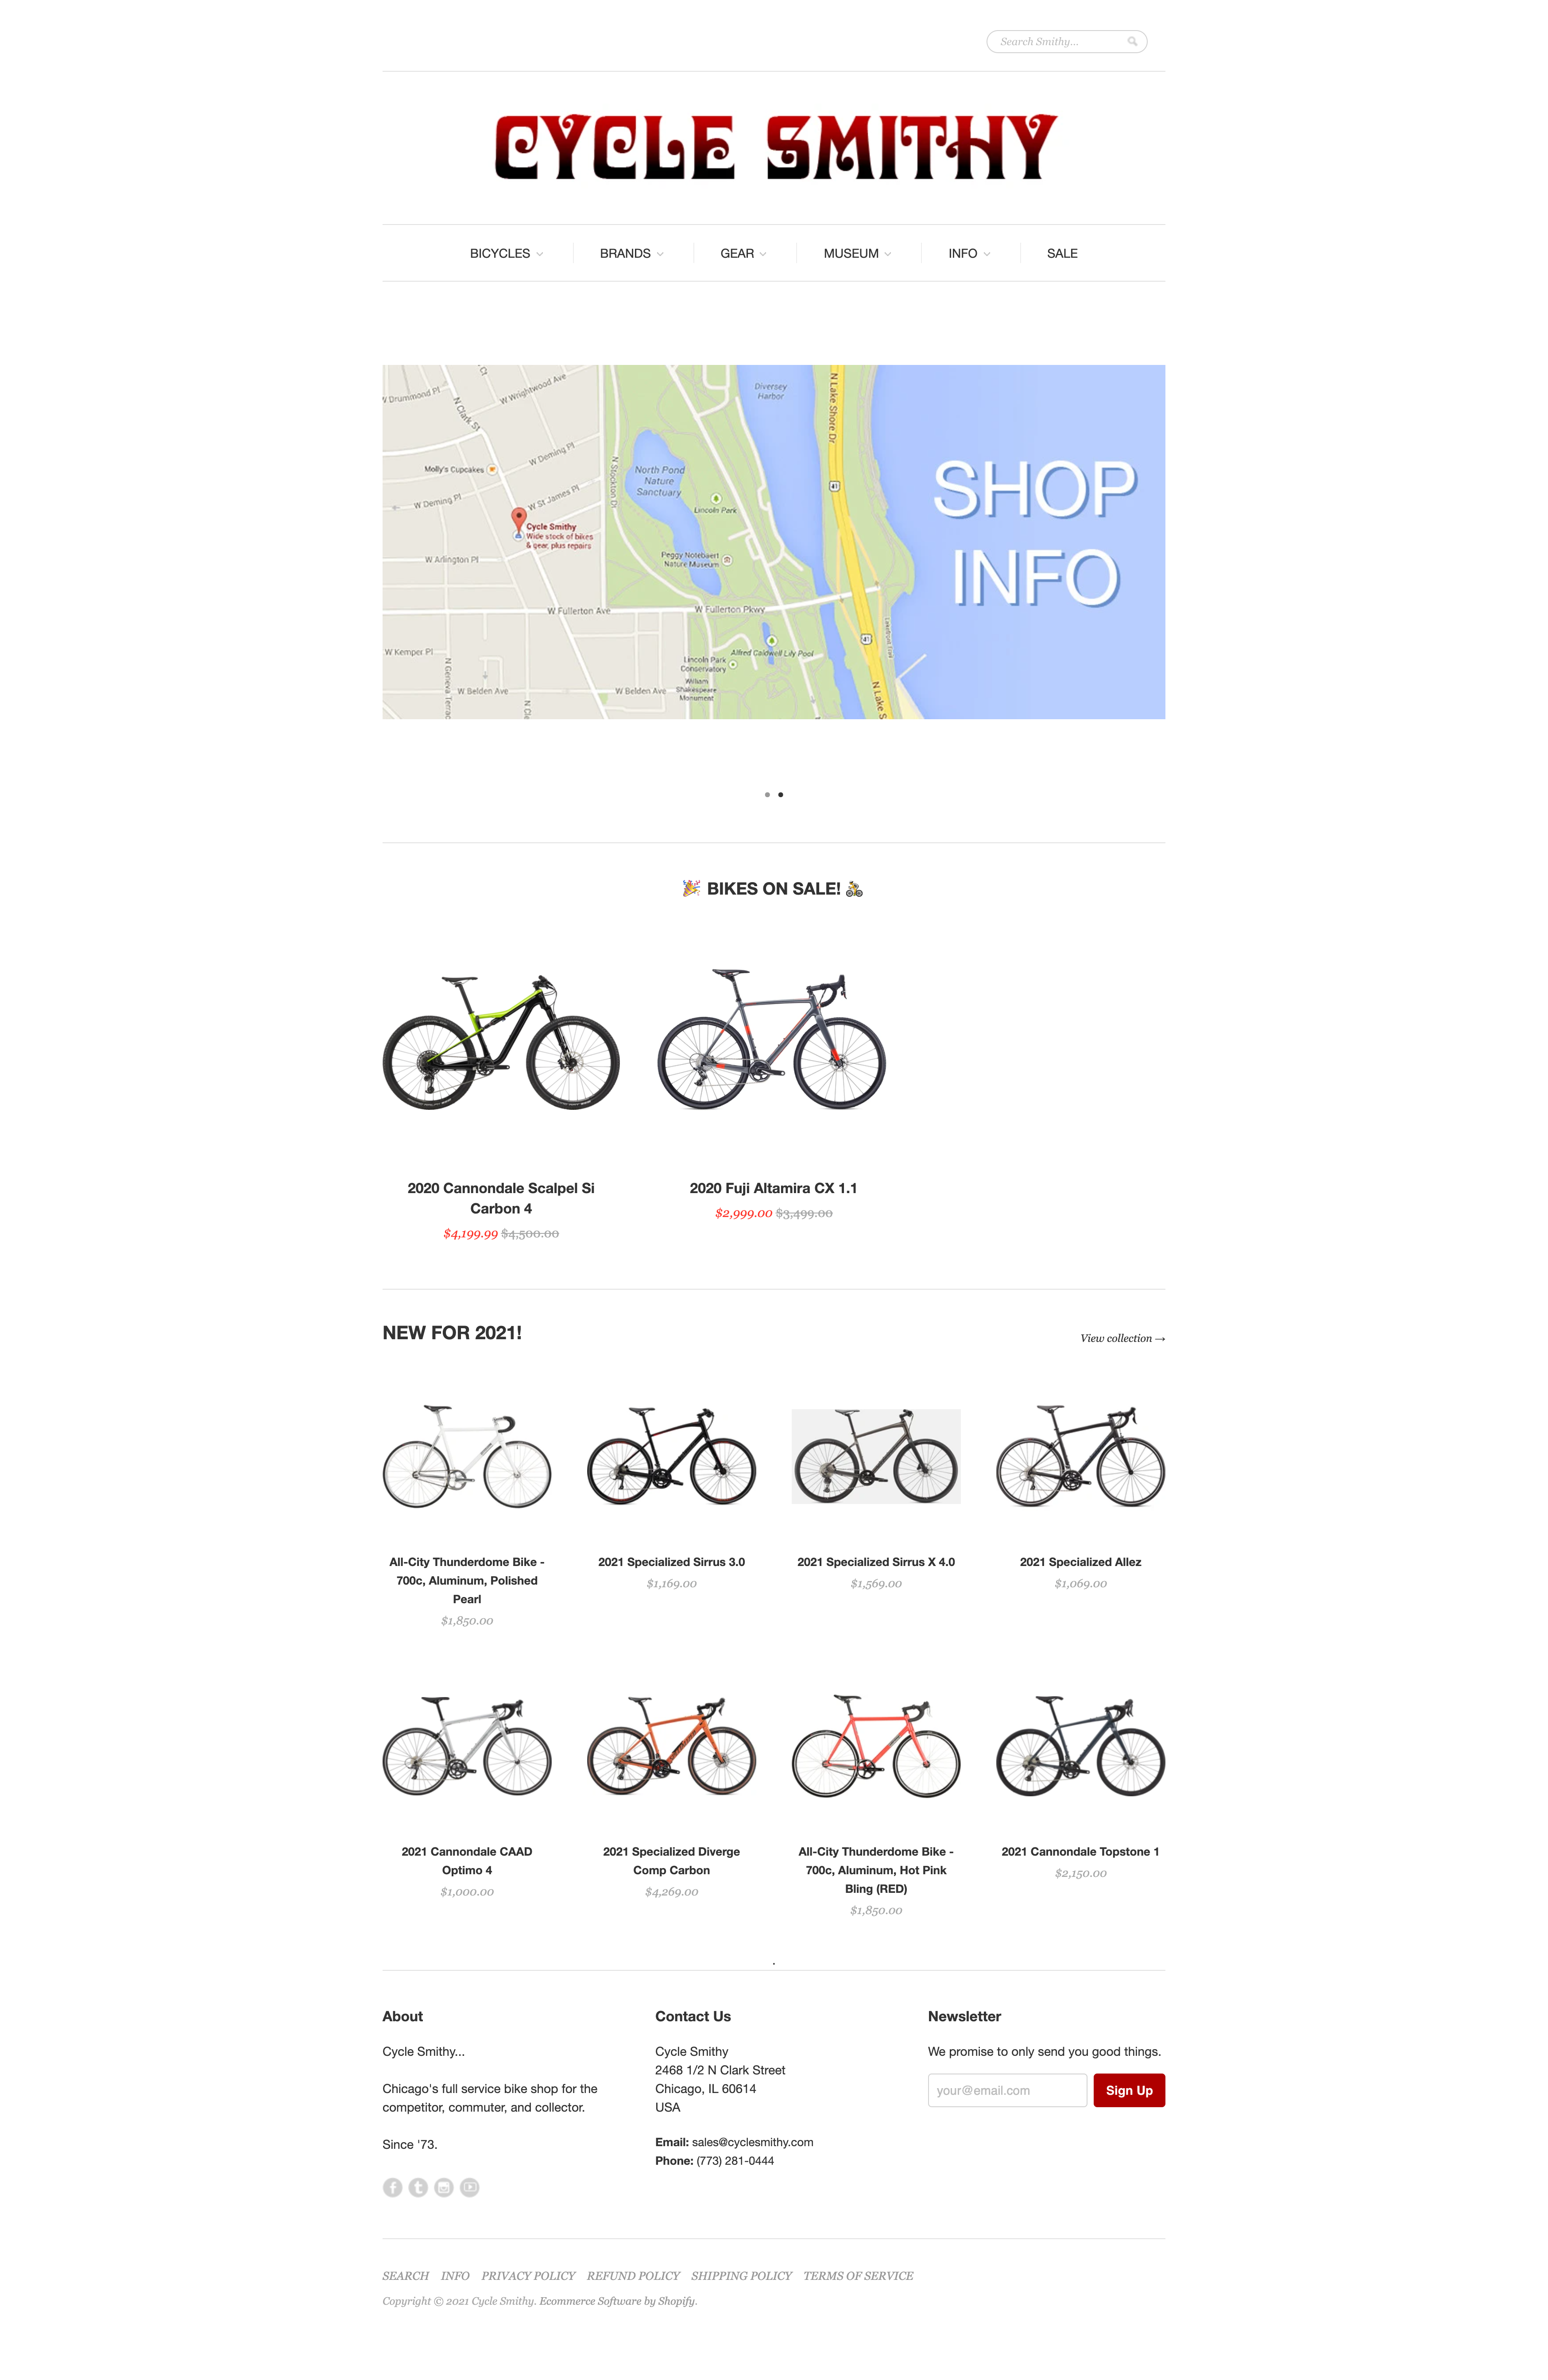 Search Smithy...
CYCLE SMITHY
BICYCLES
BRANDS
GEAR
MUSEUM
INFO
SALE
W Drummond Pl
Ct
W Wrightwood Ave
N Clark St
Diversey
Harbor
N Lake Shore Dr
Molly's Cupcakes
W Deming Pl
W Deming Pl
W St James Pl
N Stockton Dr
North Pond
Nature
Sanctuary
41
Lincoln Park
SHOP
INFO
Cycle Smithy
Wide stock of bikes
& gear, plus repairs
W Arlington Pl
Peggy Notebaert
Nature Museum
W Fullerton Ave
W Fullerton Pkwy
Lakefront Trail
41
W Kemper Pl
Alfred Caldwell Lily Pool
Lincoln Park
Conservatory
N Geneva Terrac
William
Shakespeare
Monument
W Belden Ave
W Belden Ave
N Cle
N Lake S
🎉 BIKES ON SALE! 🚴
2020 Cannondale Scalpel Si
Carbon 4
$4,199.99 $4,500.00
2020 Fuji Altamira CX 1.1
$2,999.00 $3,499.00
NEW FOR 2021!
View collection →
All-City Thunderdome Bike -
700c, Aluminum, Polished
Pearl
$1,850.00
2021 Specialized Sirrus 3.0
$1,169.00
2021 Specialized Sirrus X 4.0
$1,569.00
2021 Specialized Allez
$1,069.00
2021 Cannondale CAAD
Optimo 4
$1,000.00
2021 Specialized Diverge
Comp Carbon
$4,269.00
All-City Thunderdome Bike -
700c, Aluminum, Hot Pink
Bling (RED)
$1,850.00
2021 Cannondale Topstone 1
$2,150.00
.
About
Cycle Smithy...
Chicago's full service bike shop for the
competitor, commuter, and collector.
Since '73.
Contact Us
Cycle Smithy
2468 1/2 N Clark Street
Chicago, IL 60614
USA
Email: sales@cyclesmithy.com
Phone: (773) 281-0444
Newsletter
We promise to only send you good things.
your@email.com
Sign Up
SEARCH INFO PRIVACY POLICY REFUND POLICY SHIPPING POLICY TERMS OF SERVICE
Copyright © 2021 Cycle Smithy. Ecommerce Software by Shopify.